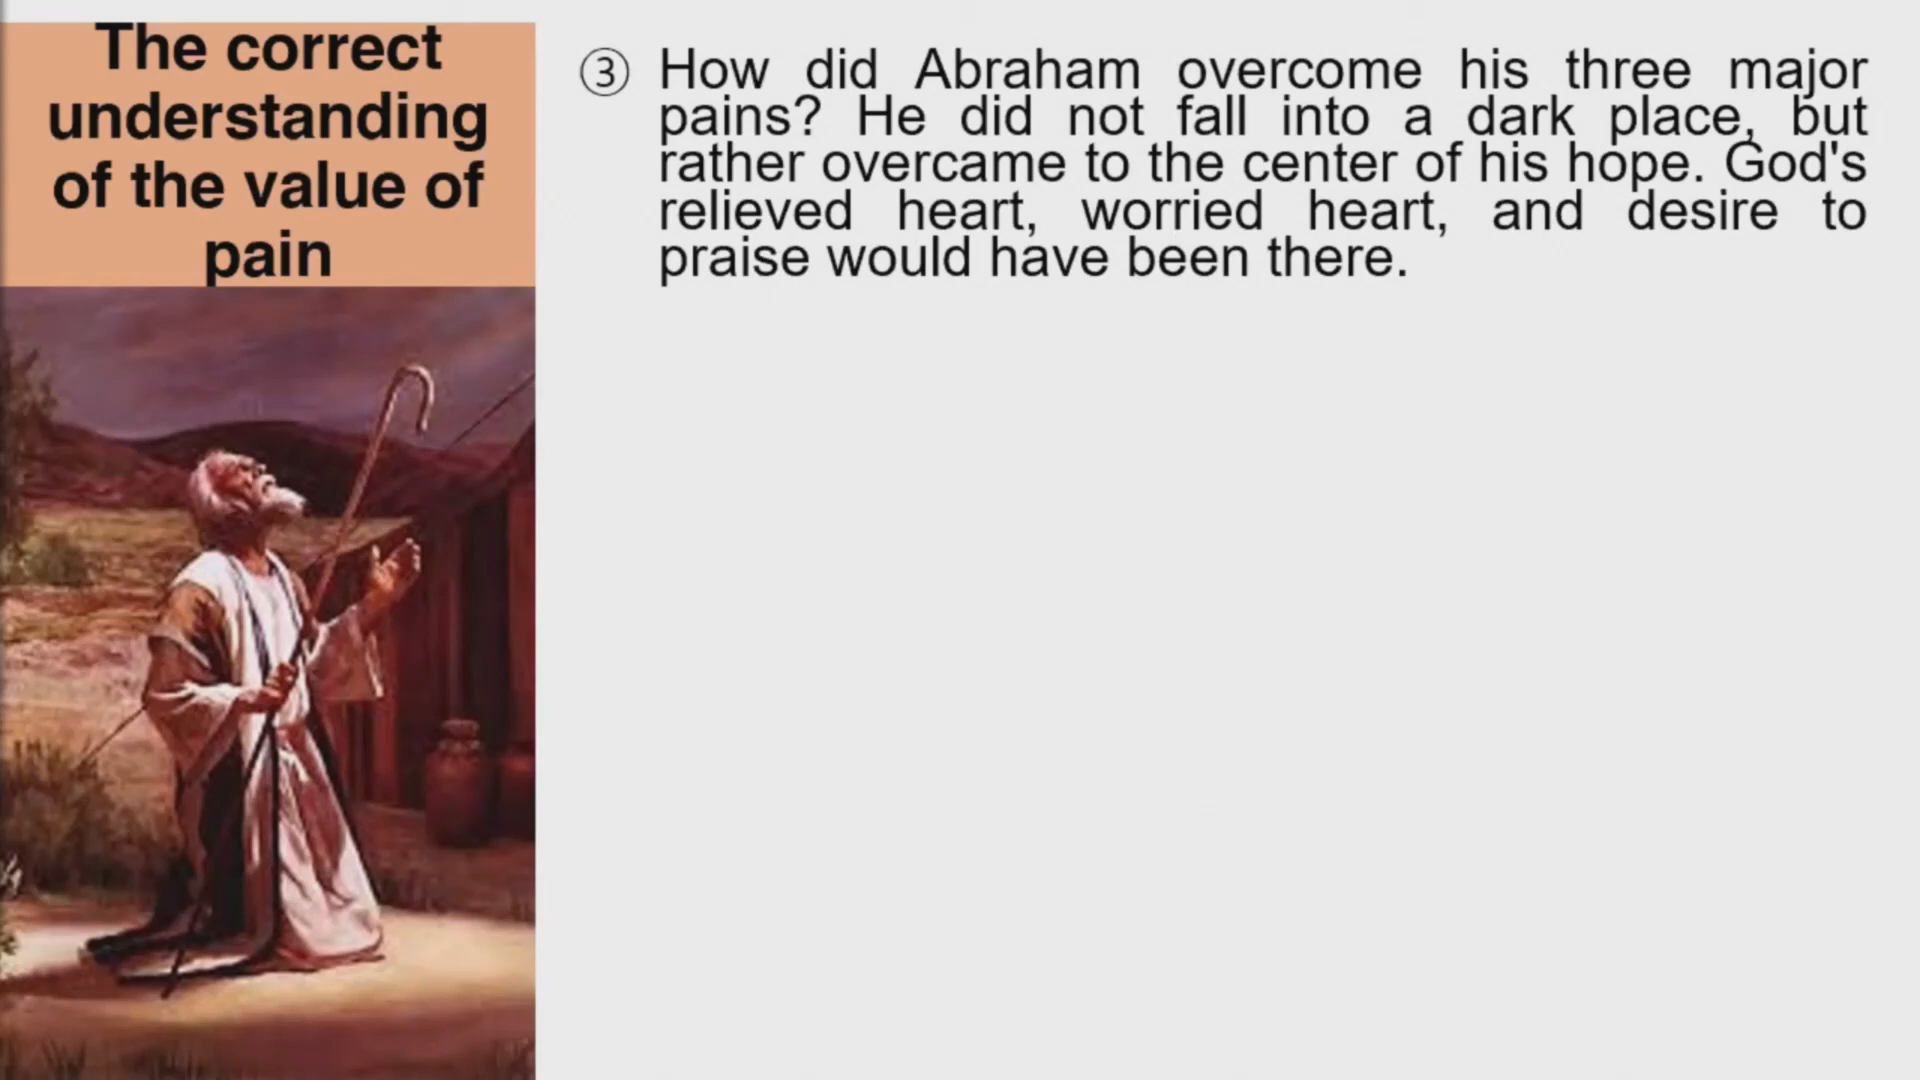 The correct
understanding
of the value of
pain
③ How did Abraham overcome his three major
pains? He did not fall into a dark place, but
rather overcame to the center of his hope. God's
relieved heart, worried heart, and desire to
praise would have been there.